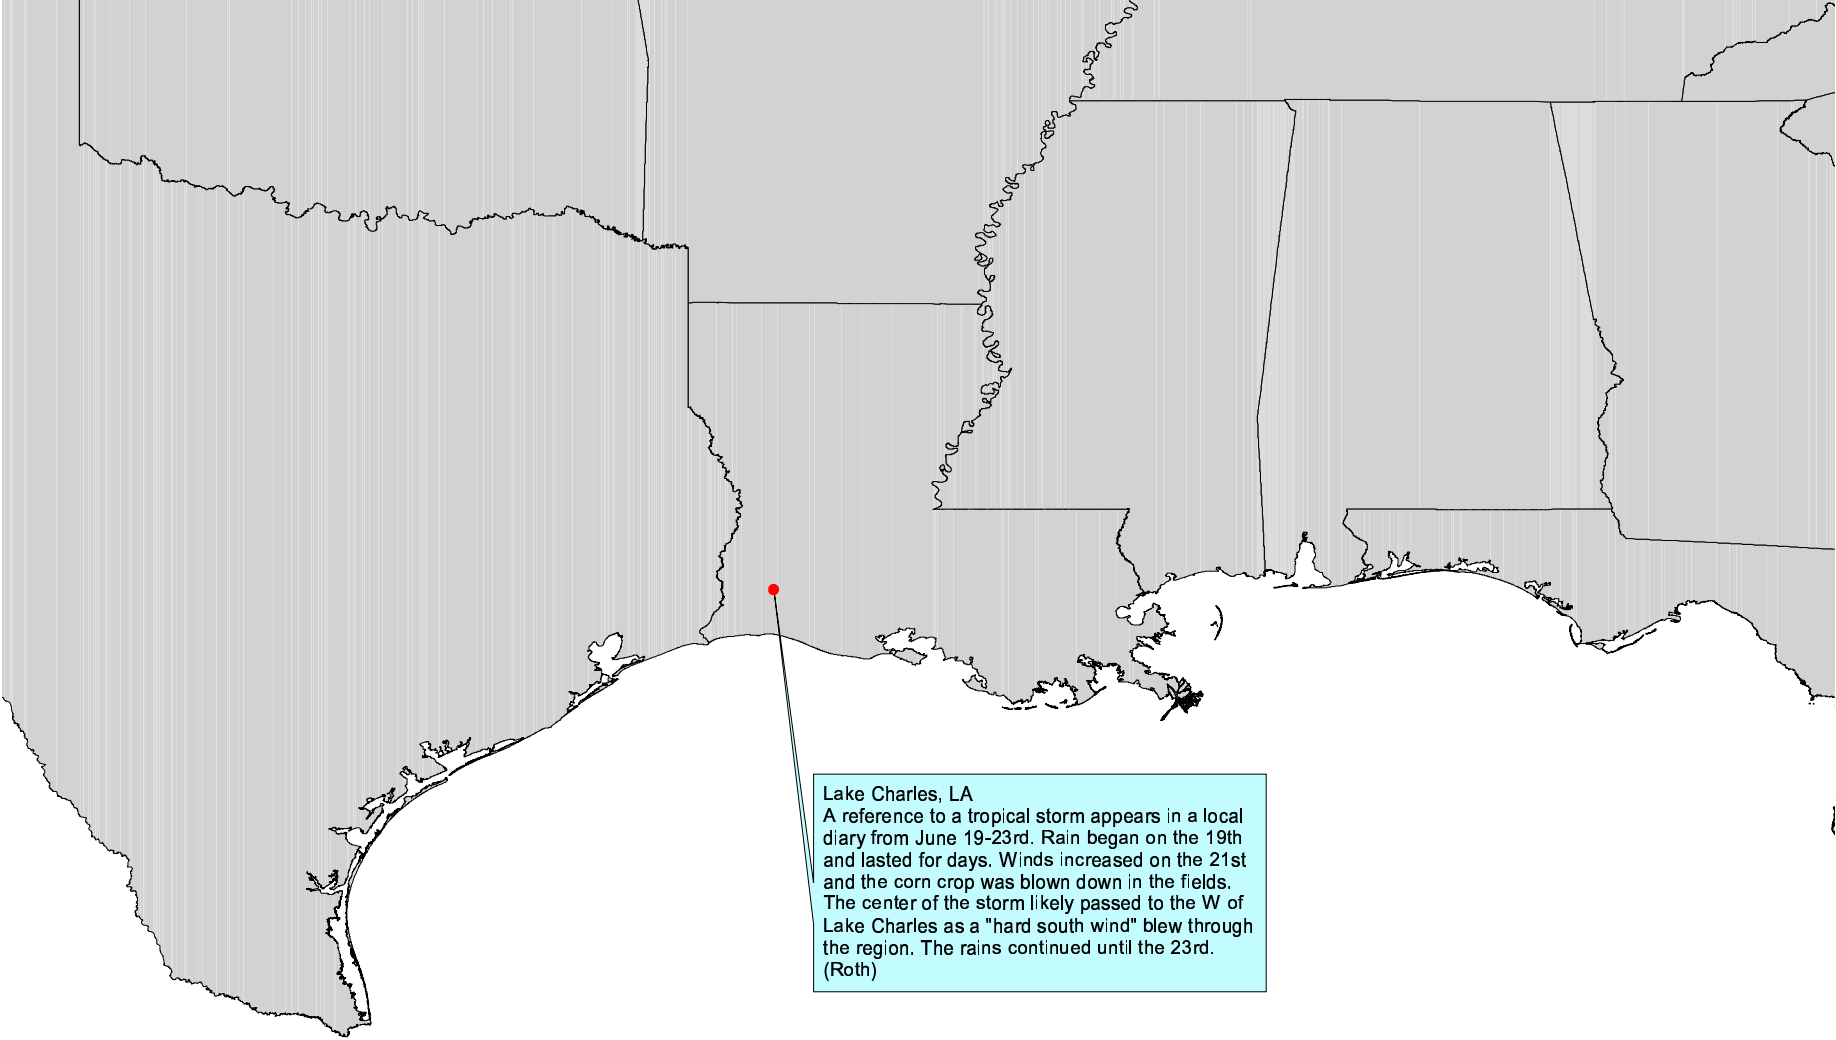 Lake Charles, LA
A reference to a tropical storm appears in a local
diary from June 19-23rd. Rain began on the 19th
and lasted for days. Winds increased on the 21st
and the corn crop was blown down in the fields.
The center of the storm likely passed to the W of
Lake Charles as a "hard south wind" blew through
the region. The rains continued until the 23rd.
(Roth)